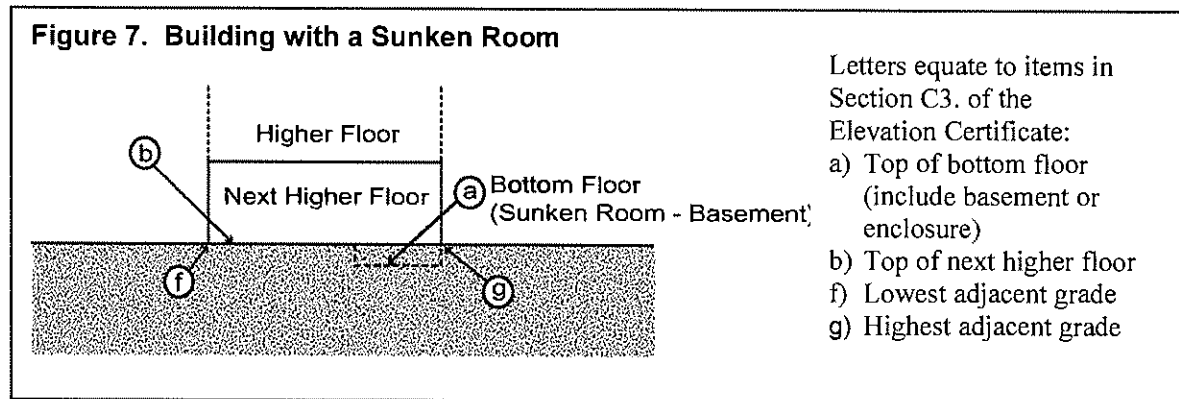 Figure 7. Building with a Sunken Room
Higher Floor
b
Next Higher Floor
a
Bottom Floor
(Sunken Room - Basement)
f
g
Letters equate to items in
Section C3. of the
Elevation Certificate:
a) Top of bottom floor
(include basement or
enclosure)
b) Top of next higher floor
f) Lowest adjacent grade
g) Highest adjacent grade